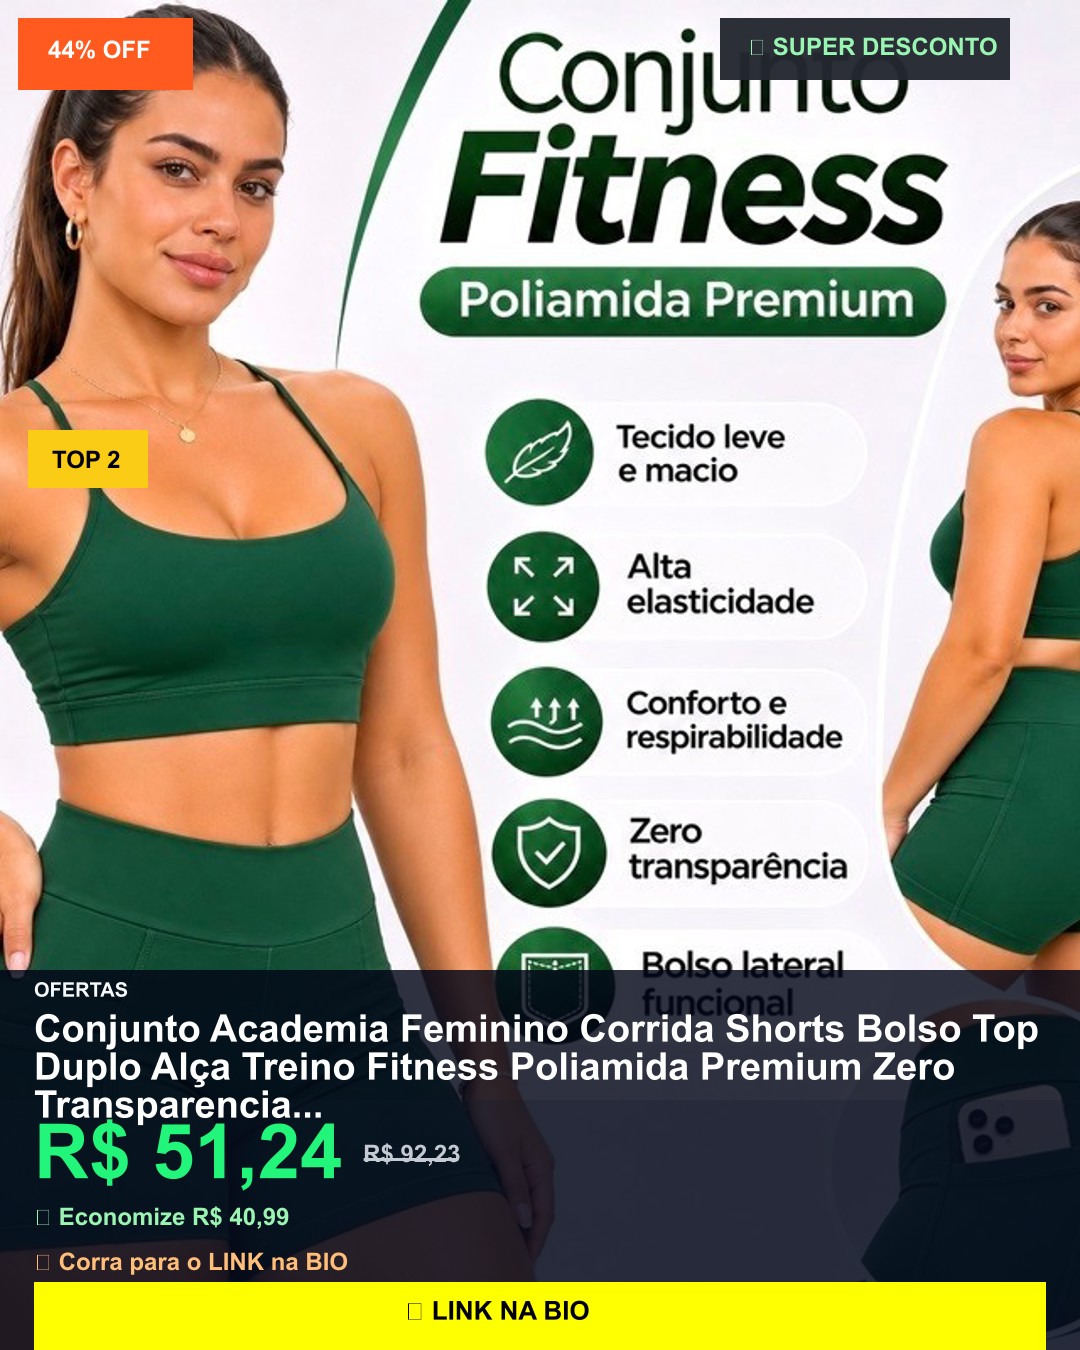 44% OFF
SUPER DESCONTO
Conjunto
Fitness
Poliamida Premium
TOP 2
Tecido leve
e macio
Alta
elasticidade
Conforto e
respirabilidade
Zero
transparência
Bolso lateral
funcional
OFERTAS
Conjunto Academia Feminino Corrida Shorts Bolso Top
Duplo Alça Treino Fitness Poliamida Premium Zero
Transparencia...
R$ 51,24 R$ 92,23
Economize R$ 40,99
Corra para o LINK na BIO
LINK NA BIO